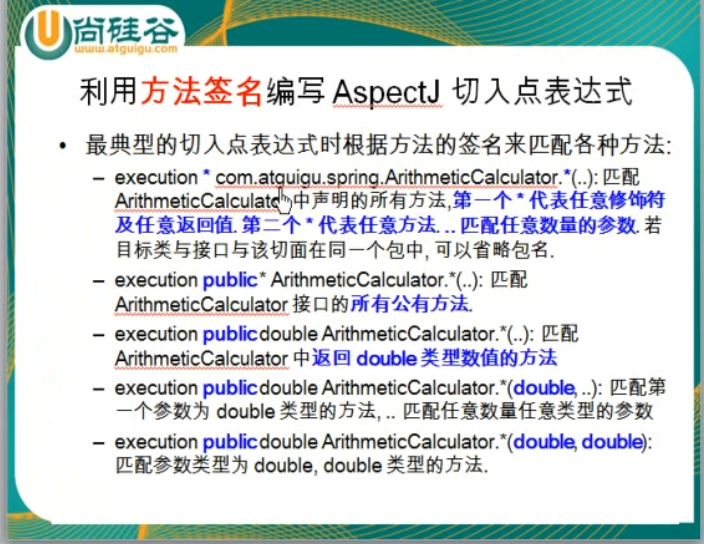 尚硅谷
www.atguigu.com
利用方法签名编写 AspectJ 切入点表达式
• 最典型的切入点表达式时根据方法的签名来匹配各种方法:
– execution * com.atguigu.spring.ArithmeticCalculator.*(..): 匹配
ArithmeticCalculator 中声明的所有方法,第一个 * 代表任意修饰符
及任意返回值. 第二个 * 代表任意方法. .. 匹配任意数量的参数. 若
目标类与接口与该切面在同一个包中, 可以省略包名.
– execution public * ArithmeticCalculator.*(..): 匹配
ArithmeticCalculator 接口的所有公有方法.
– execution public double ArithmeticCalculator.*(..): 匹配
ArithmeticCalculator 中返回 double 类型数值的方法
– execution public double ArithmeticCalculator.*(double, ..): 匹配第
一个参数为 double 类型的方法, .. 匹配任意数量任意类型的参数
– execution public double ArithmeticCalculator.*(double, double):
匹配参数类型为 double, double 类型的方法.